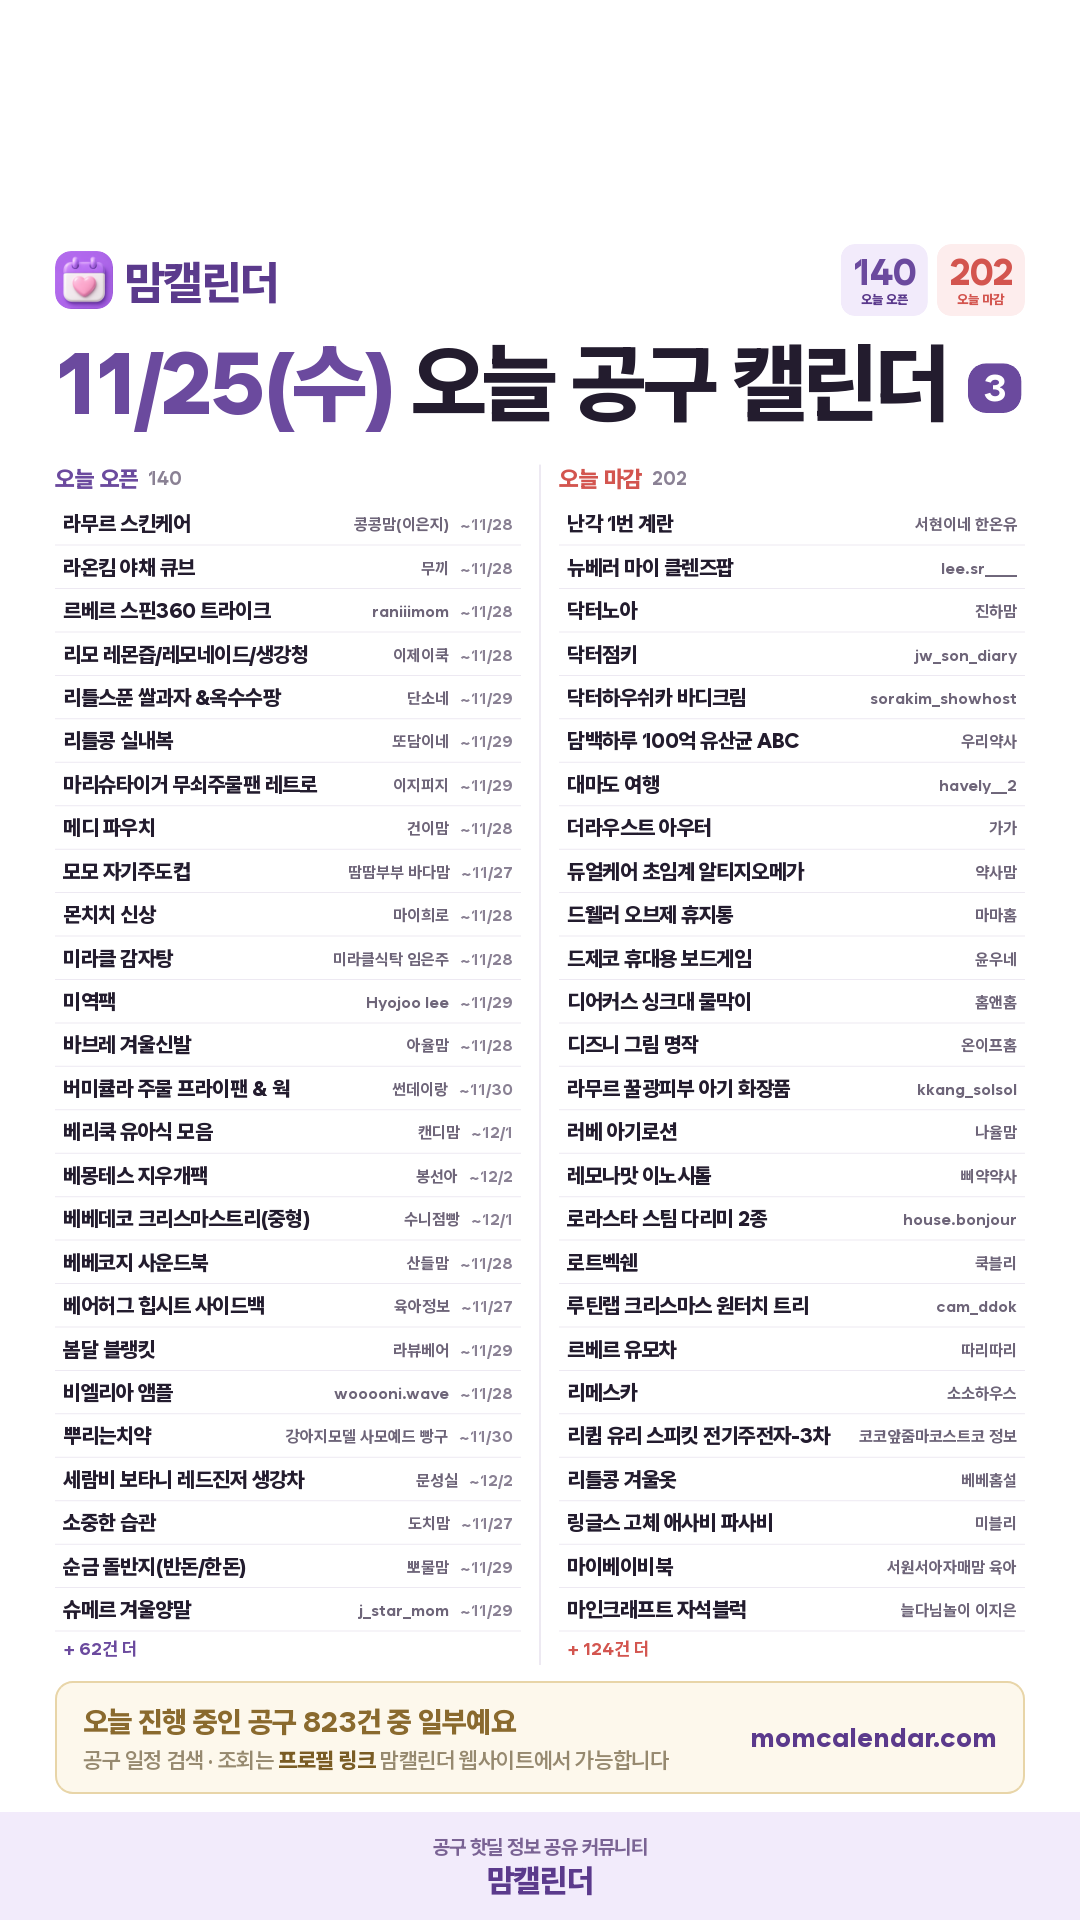 맘캘린더
140
오늘 오픈
202
오늘 마감
11/25(수) 오늘 공구 캘린더 3
오늘 오픈 140
라무르 스킨케어 콩콩맘(이은지) ~11/28
라온킴 야채 큐브 무끼 ~11/28
르베르 스핀360 트라이크 raniiimom ~11/28
리모 레몬즙/레모네이드/생강청 이제이쿡 ~11/28
리틀스푼 쌀과자 &옥수수팡 단소네 ~11/29
리틀콩 실내복 또담이네 ~11/29
마리슈타이거 무쇠주물팬 레트로 이지피지 ~11/29
메디 파우치 건이맘 ~11/28
모모 자기주도컵 땀땀부부 바다맘 ~11/27
몬치치 신상 마이희로 ~11/28
미라클 감자탕 미라클식탁 임은주 ~11/28
미역팩 Hyojoo lee ~11/29
바브레 겨울신발 아율맘 ~11/28
버미큘라 주물 프라이팬 & 웍 썬데이랑 ~11/30
베리쿡 유아식 모음 캔디맘 ~12/1
베몽테스 지우개팩 봉선아 ~12/2
베베데코 크리스마스트리(중형) 수니점빵 ~12/1
베베코지 사운드북 산들맘 ~11/28
베어허그 힙시트 사이드백 육아정보 ~11/27
봄달 블랭킷 라뷰베어 ~11/29
비엘리아 앰플 wooooni.wave ~11/28
뿌리는치약 강아지모델 사모예드 빵구 ~11/30
세람비 보타니 레드진저 생강차 문성실 ~12/2
소중한 습관 도치맘 ~11/27
순금 돌반지(반돈/한돈) 뽀물맘 ~11/29
슈메르 겨울양말 j_star_mom ~11/29
+ 62건 더
오늘 마감 202
난각 1번 계란 서현이네 한온유
뉴베러 마이 클렌즈팝 lee.sr____
닥터노아 진하맘
닥터점키 jw_son_diary
닥터하우쉬카 바디크림 sorakim_showhost
담백하루 100억 유산균 ABC 우리약사
대마도 여행 havely__2
더라우스트 아우터 가가
듀얼케어 초임계 알티지오메가 약사맘
드웰러 오브제 휴지통 마마홈
드제코 휴대용 보드게임 윤우네
디어커스 싱크대 물막이 홈앤홈
디즈니 그림 명작 온이프홈
라무르 꿀광피부 아기 화장품 kkang_solsol
러베 아기로션 나율맘
레모나맛 이노시톨 삐약약사
로라스타 스팀 다리미 2종 house.bonjour
로트벡쉔 쿡블리
루틴랩 크리스마스 원터치 트리 cam_ddok
르베르 유모차 따리따리
리메스카 소소하우스
리큅 유리 스피킷 전기주전자-3차 코코앞줌마코스트코 정보
리틀콩 겨울옷 베베홈설
링글스 고체 애사비 파사비 미블리
마이베이비북 서원서아자매맘 육아
마인크래프트 자석블럭 늘다님놀이 이지은
+ 124건 더
오늘 진행 중인 공구 823건 중 일부예요
공구 일정 검색 · 조회는 프로필 링크 맘캘린더 웹사이트에서 가능합니다
momcalendar.com
공구 핫딜 정보 공유 커뮤니티
맘캘린더